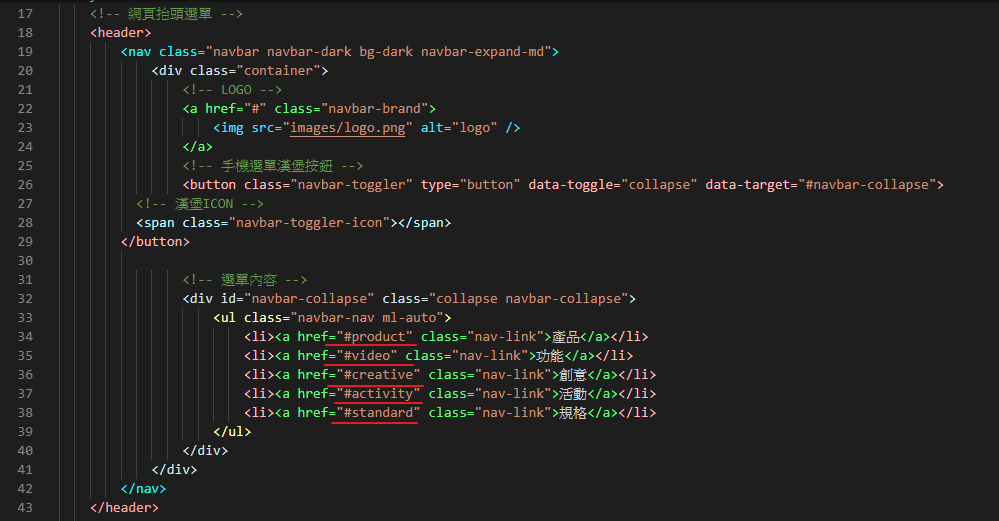 17 <!-- 網頁抬頭選單 -->
18 <header>
19 <nav class="navbar navbar-dark bg-dark navbar-expand-md">
20 <div class="container">
21 <!-- LOGO -->
22 <a href="#" class="navbar-brand">
23 <img src="images/logo.png" alt="logo" />
24 </a>
25 <!-- 手機選單漢堡按鈕 -->
26 <button class="navbar-toggler" type="button" data-toggle="collapse" data-target="#navbar-collapse">
27 <!-- 漢堡ICON -->
28 <span class="navbar-toggler-icon"></span>
29 </button>
30
31 <!-- 選單內容 -->
32 <div id="navbar-collapse" class="collapse navbar-collapse">
33 <ul class="navbar-nav ml-auto">
34 <li><a href="#product" class="nav-link">產品</a></li>
35 <li><a href="#video" class="nav-link">功能</a></li>
36 <li><a href="#creative" class="nav-link">創意</a></li>
37 <li><a href="#activity" class="nav-link">活動</a></li>
38 <li><a href="#standard" class="nav-link">規格</a></li>
39 </ul>
40 </div>
41 </div>
42 </nav>
43 </header>